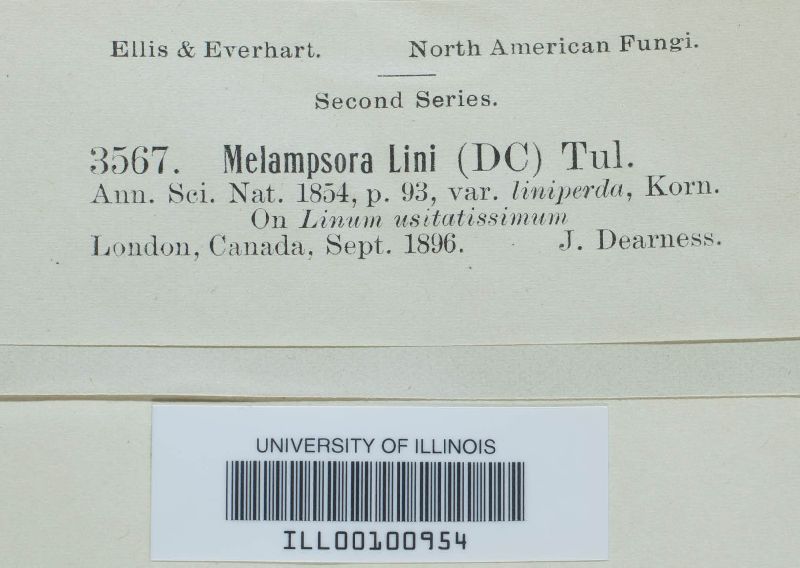 Ellis & Everhart. North American Fungi.
Second Series.
3567. Melampsora Lini (DC) Tul.
Ann. Sci. Nat. 1854, p. 93, var. liniperda, Korn.
On Linum usitatissimum
London, Canada, Sept. 1896. J. Dearness.
UNIVERSITY OF ILLINOIS
ILL00100954